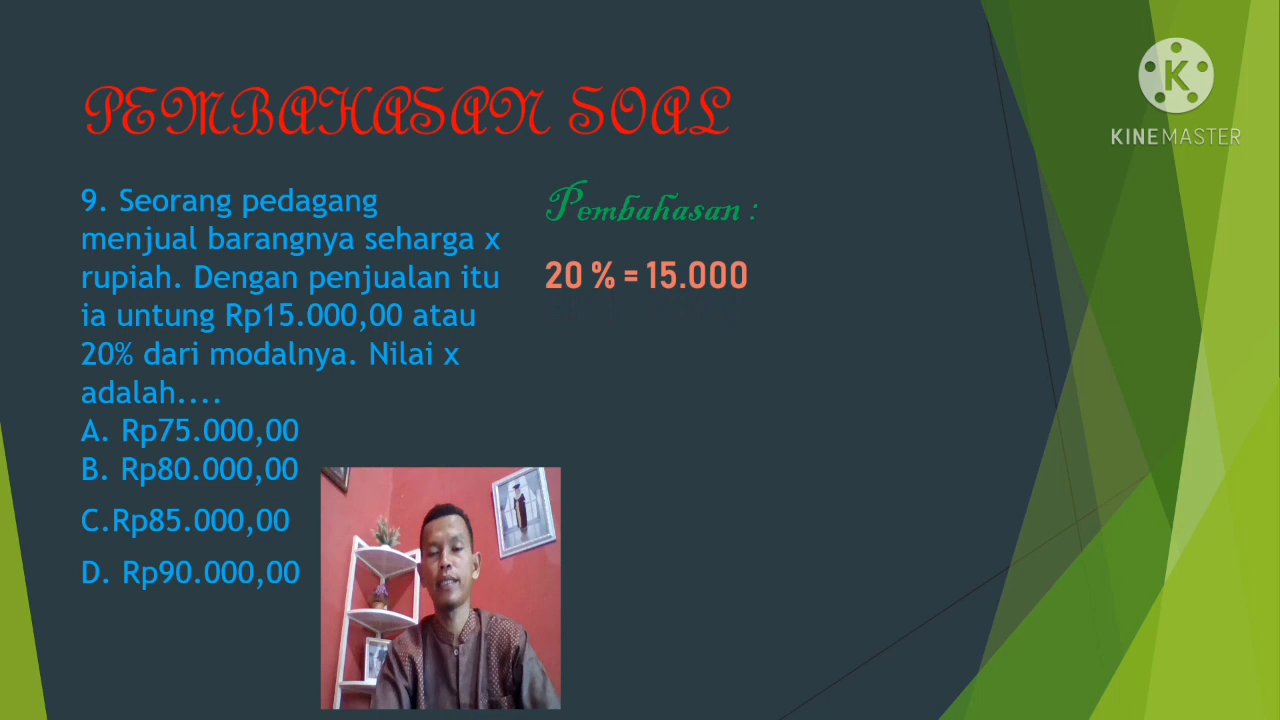 PEMBAHASAN SOAL
KINEMASTER
9. Seorang pedagang
menjual barangnya seharga x
rupiah. Dengan penjualan itu
ia untung Rp15.000,00 atau
20% dari modalnya. Nilai x
adalah....
A. Rp75.000,00
B. Rp80.000,00
C.Rp85.000,00
D. Rp90.000,00
Pembahasan :
20 % = 15.000